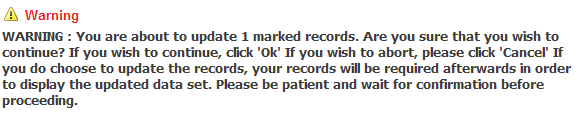 Warning
WARNING : You are about to update 1 marked records. Are you sure that you wish to
continue? If you wish to continue, click 'Ok' If you wish to abort, please click 'Cancel' If
you do choose to update the records, your records will be required afterwards in order
to display the updated data set. Please be patient and wait for confirmation before
proceeding.